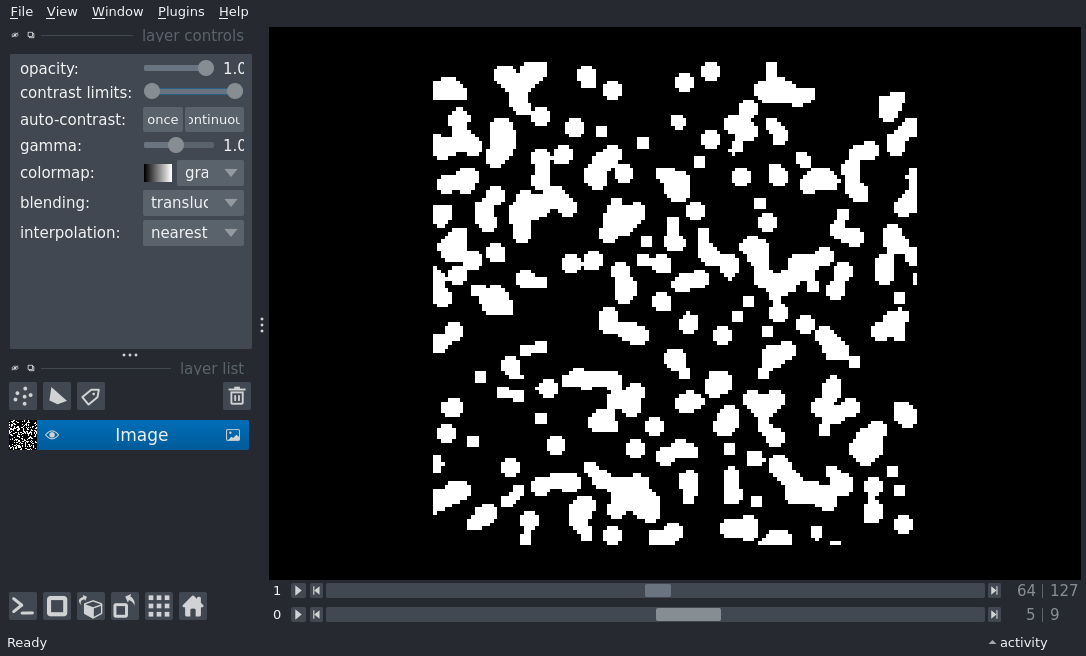 File View Window Plugins Help
layer controls
opacity: 1.0
contrast limits:
auto-contrast: once ontinuou
gamma: 1.0
colormap: gra
blending: transluc
interpolation: nearest
layer list
Image
1 64 127
0 5 9
Ready activity